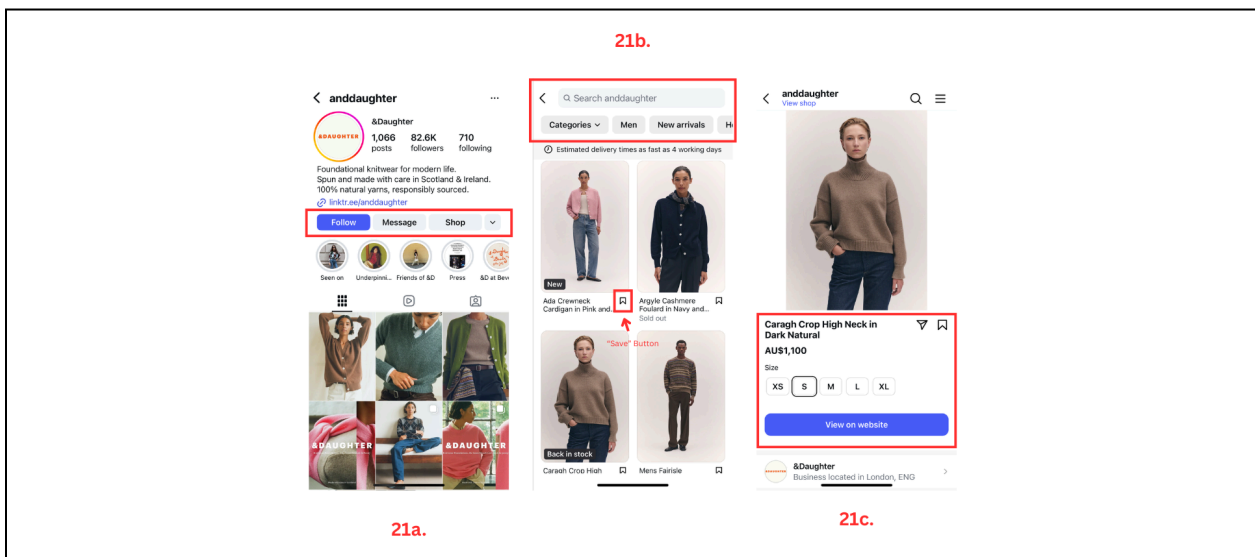 21b.
anddaughter
...
&DAUGHTER
&Daughter
1,066 82.6K 710
posts followers following
Foundational knitwear for modern life.
Spun and made with care in Scotland & Ireland.
100% natural yarns, responsibly sourced.
linktr.ee/anddaughter
Follow Message Shop
Seen on Underpinni... Friends of &D Press &D at Bev
&DAUGHTER &DAUGHTER
21a.
Search anddaughter
Categories Men New arrivals
Estimated delivery times as fast as 4 working days
New
Ada Crewneck
Cardigan in Pink and...
Argyle Cashmere
Foulard in Navy and...
Sold out
"Save" Button
Back in stock
Caragh Crop High
Mens Fairisle
anddaughter
View shop
Caragh Crop High Neck in
Dark Natural
AU$1,100
Size
XS S M L XL
View on website
&Daughter
Business located in London, ENG
21c.